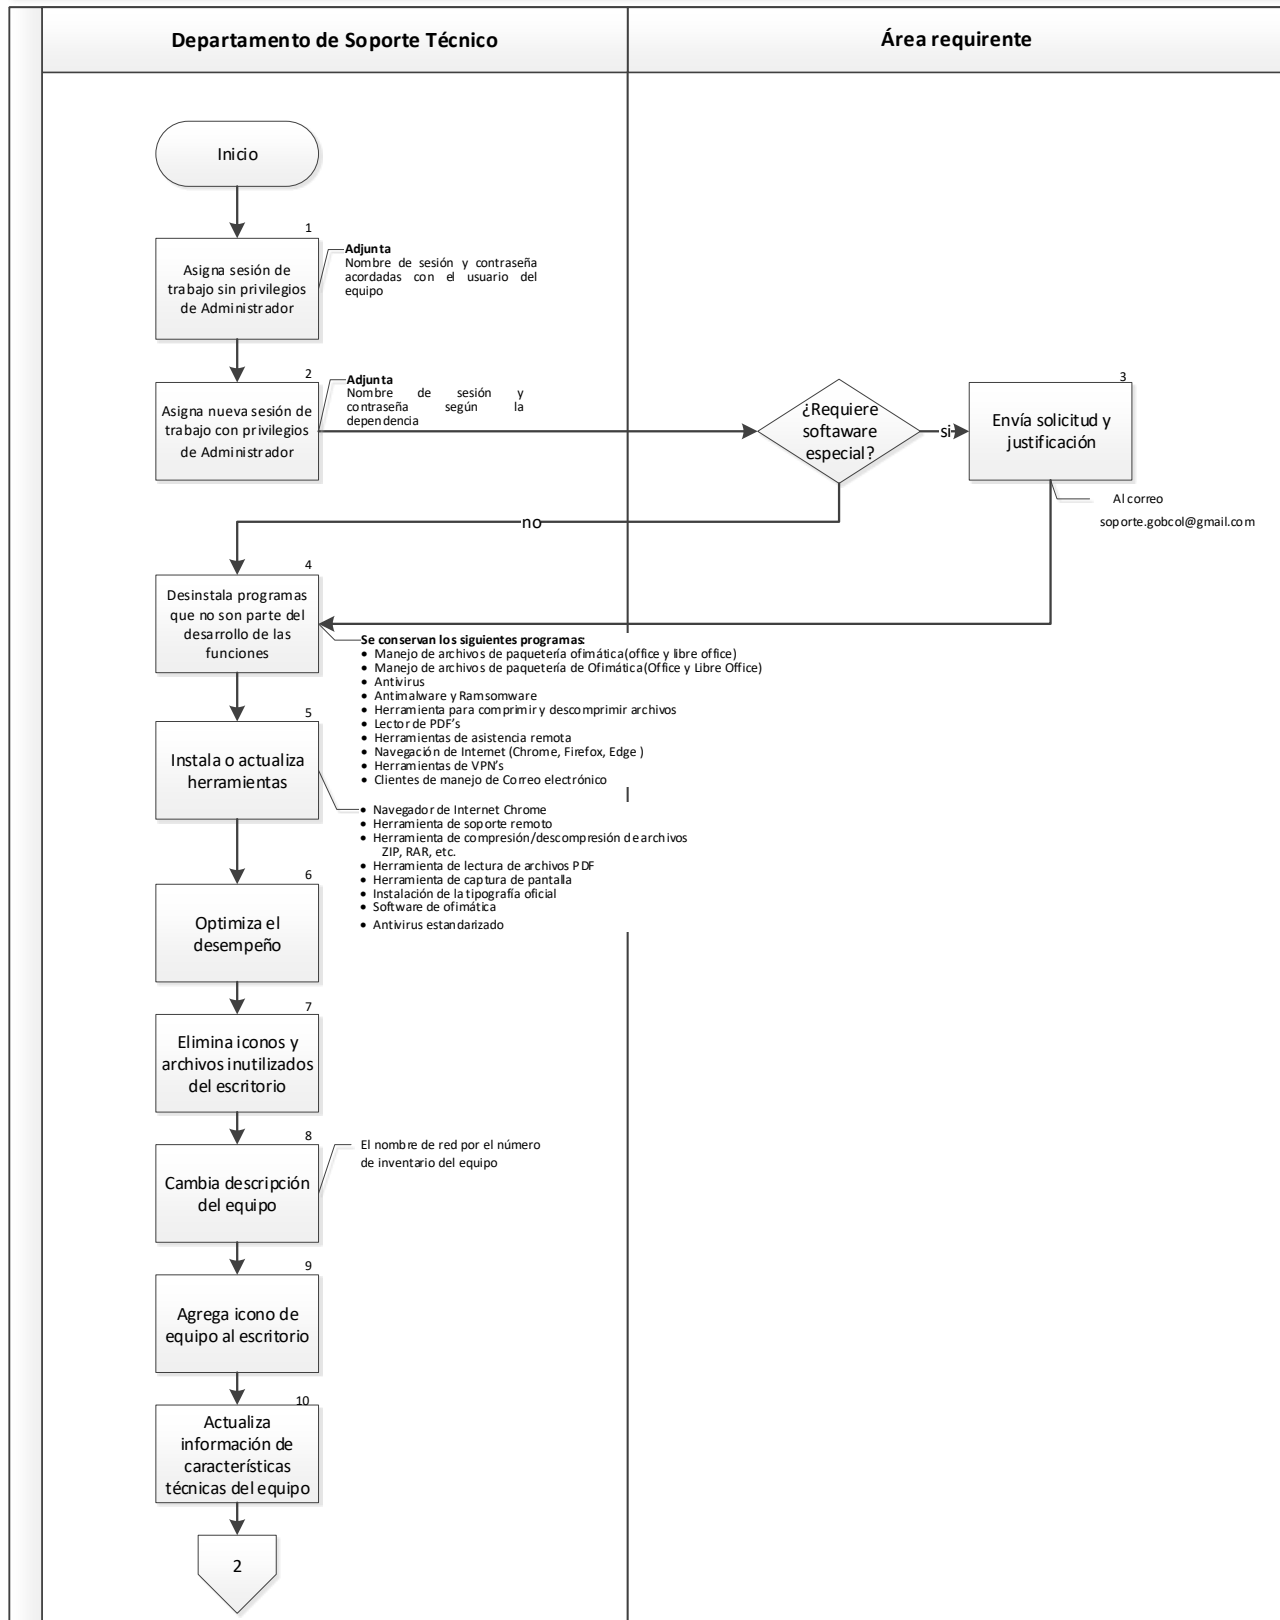 Departamento de Soporte Técnico
Área requirente
Inicio
1
Asigna sesión de
trabajo sin privilegios
de Administrador
Adjunta
Nombre de sesión y contraseña
acordadas con el usuario del
equipo
2
Asigna nueva sesión de
trabajo con privilegios
de Administrador
Adjunta
Nombre de sesión y
contraseña según la
dependencia
¿Requiere
softaware
especial?
si
3
Envía solicitud y
justificación
Al correo
soporte.gobcol@gmail.com
no
4
Desinstala programas
que no son parte del
desarrollo de las
funciones
Se conservan los siguientes programas:
• Manejo de archivos de paquetería ofimática(office y libre office)
• Manejo de archivos de paquetería de Ofimática(Office y Libre Office)
• Antivirus
• Antimalware y Ramsomware
• Herramienta para comprimir y descomprimir archivos
• Lector de PDF's
• Herramientas de asistencia remota
• Navegación de Internet (Chrome, Firefox, Edge )
• Herramientas de VPN's
• Clientes de manejo de Correo electrónico
5
Instala o actualiza
herramientas
• Navegador de Internet Chrome
• Herramienta de soporte remoto
• Herramienta de compresión/descompresión de archivos
ZIP, RAR, etc.
• Herramienta de lectura de archivos PDF
• Herramienta de captura de pantalla
• Instalación de la tipografía oficial
• Software de ofimática
• Antivirus estandarizado
6
Optimiza el
desempeño
7
Elimina iconos y
archivos inutilizados
del escritorio
8
Cambia descripción
del equipo
El nombre de red por el número
de inventario del equipo
9
Agrega icono de
equipo al escritorio
10
Actualiza
información de
características
técnicas del equipo
2